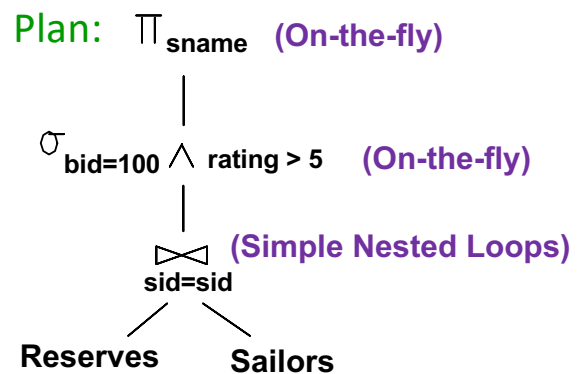 Plan: ∏ sname (On-the-fly)
σ bid=100 ∧ rating > 5 (On-the-fly)
⋈ (Simple Nested Loops)
sid=sid
Reserves Sailors